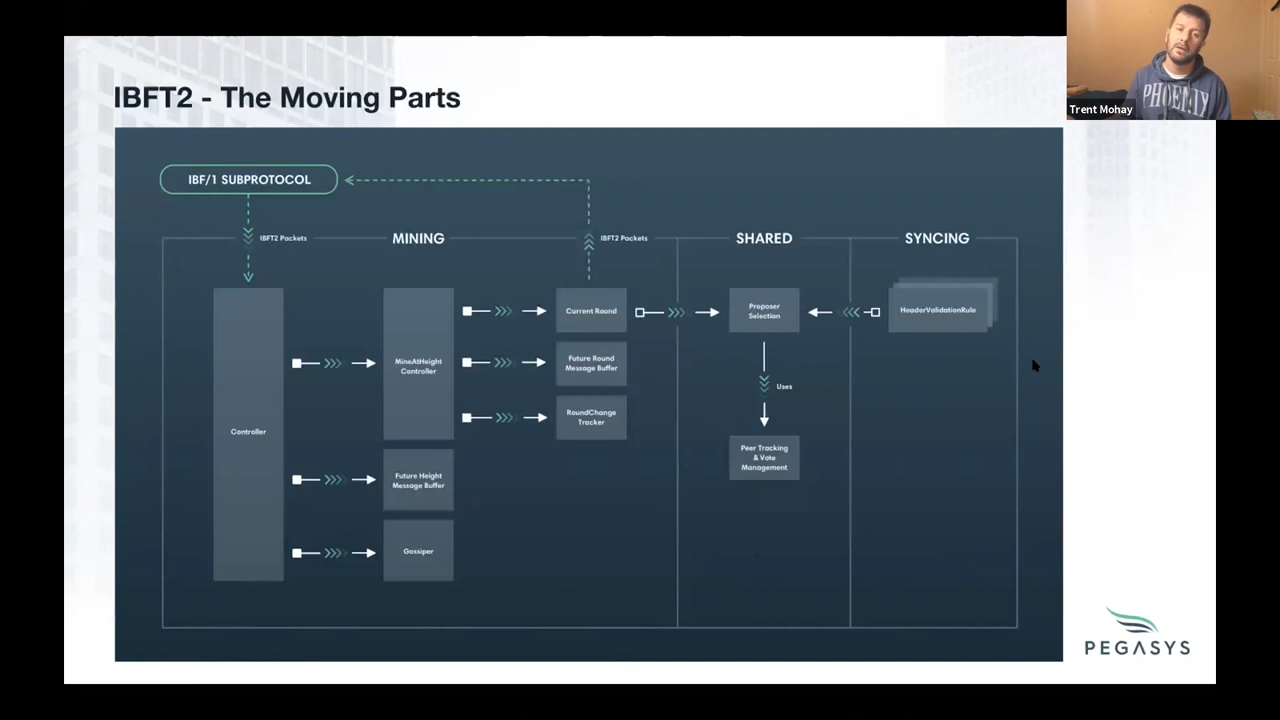 IBFT2 - The Moving Parts
PHOENIX
Trent Mohay
IBF/1 SUBPROTOCOL
IBFT2 Packets
MINING
IBFT2 Packets
SHARED
SYNCING
Controller
MineAtHeight
Controller
Future Height
Message Buffer
Gossiper
Current Round
Future Round
Message Buffer
RoundChange
Tracker
Proposer
Selection
Uses
Peer Tracking
& Vote
Management
HeaderValidationRule
PEGASYS